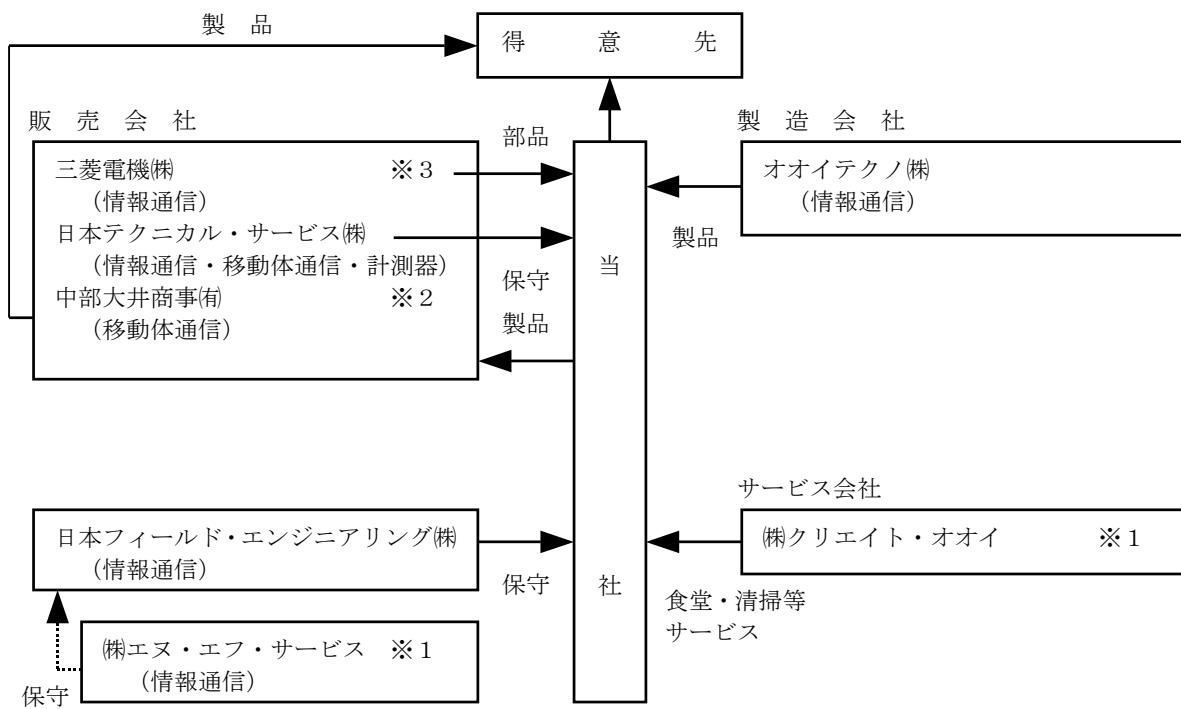 製　品
得　　意　　先
販　売　会　社
三菱電機㈱　※３
（情報通信）
日本テクニカル・サービス㈱
（情報通信・移動体通信・計測器）
中部大井商事㈲　※２
（移動体通信）
部品
保守
製品
当
社
製　造　会　社
オオイテクノ㈱
（情報通信）
製品
日本フィールド・エンジニアリング㈱
（情報通信）
保守
㈱エヌ・エフ・サービス　※１
（情報通信）
保守
サービス会社
㈱クリエイト・オオイ　※１
食堂・清掃等
サービス